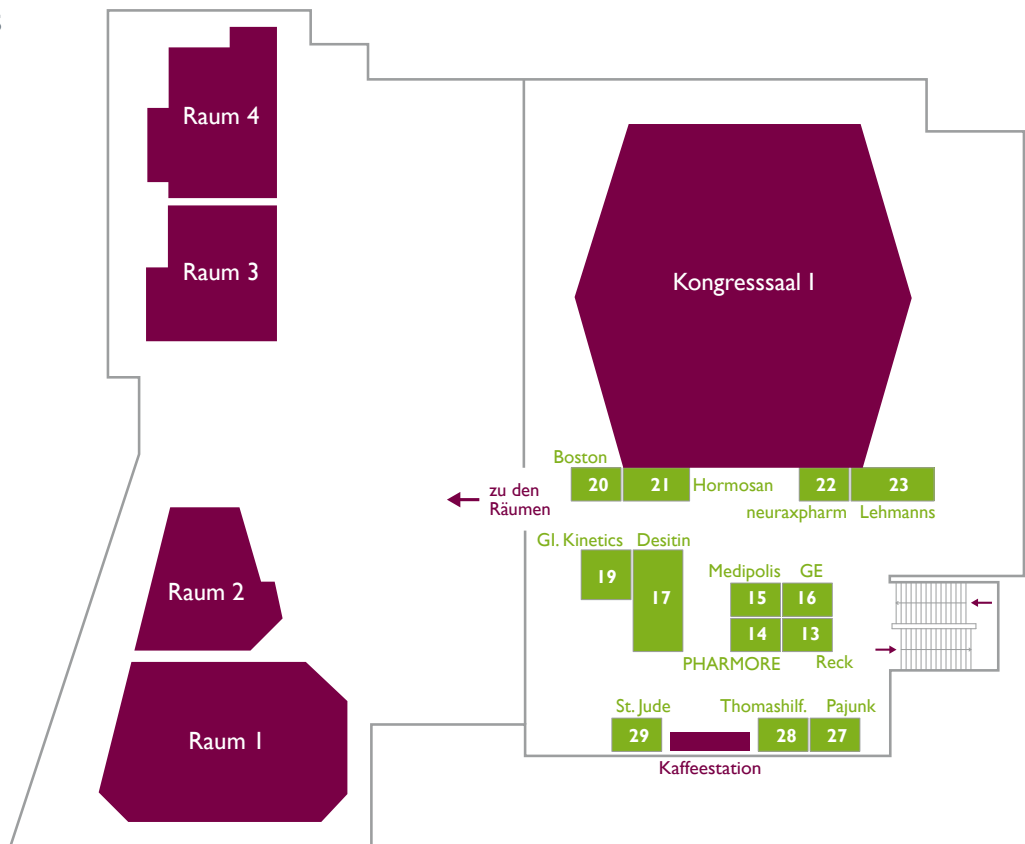 Raum 4
Raum 3
Kongresssaal I
Boston
20
21
Hormosan
22
23
neuraxpharm
Lehmanns
zu den
Räumen
Gl. Kinetics
Desitin
19
17
Medipolis
GE
15
16
14
13
PHARMORE
Reck
Raum 2
Raum I
St. Jude
Thomashilf.
Pajunk
29
28
27
Kaffeestation